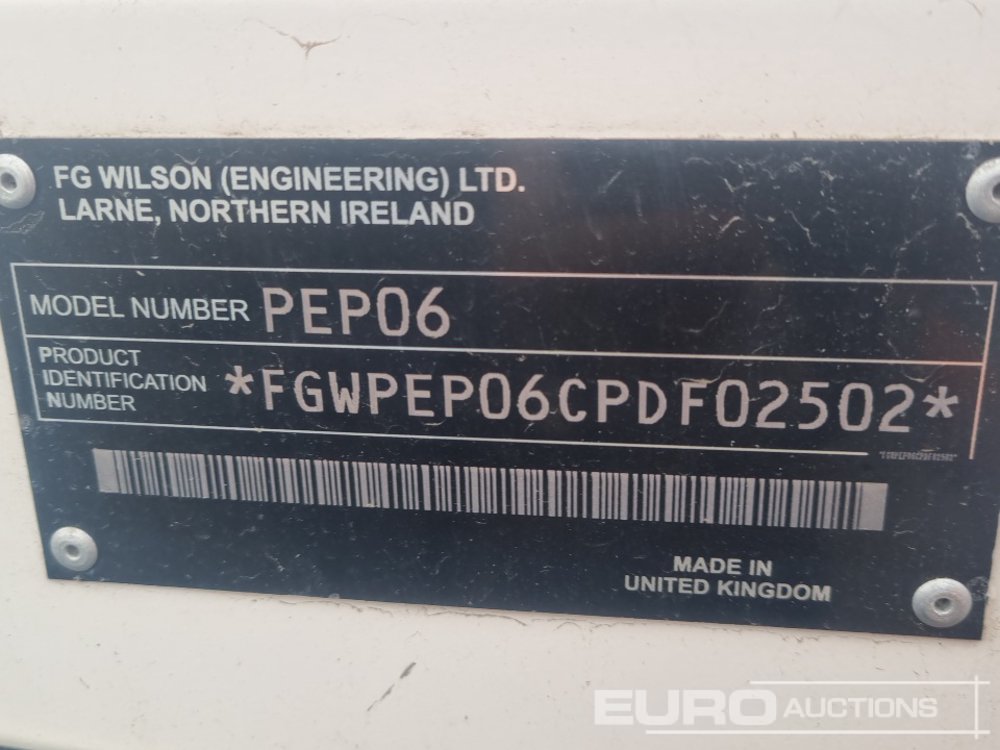 FG WILSON (ENGINEERING) LTD.
LARNE, NORTHERN IRELAND
MODEL NUMBER PEP06
PRODUCT
IDENTIFICATION
NUMBER
*FGWPEP06CPDF02502*
MADE IN
UNITED KINGDOM
EURO AUCTIONS